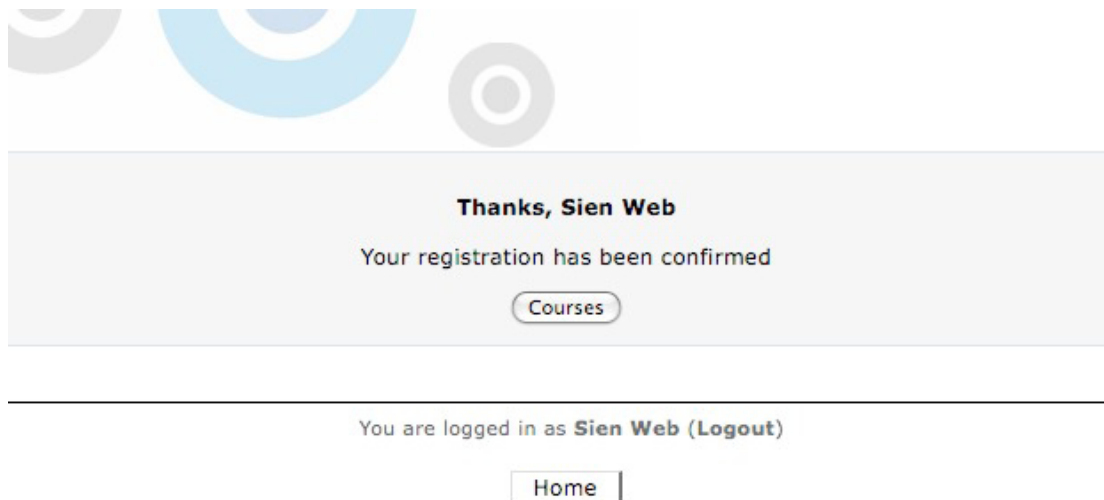 Thanks, Sien Web
Your registration has been confirmed
Courses
You are logged in as Sien Web (Logout)
Home